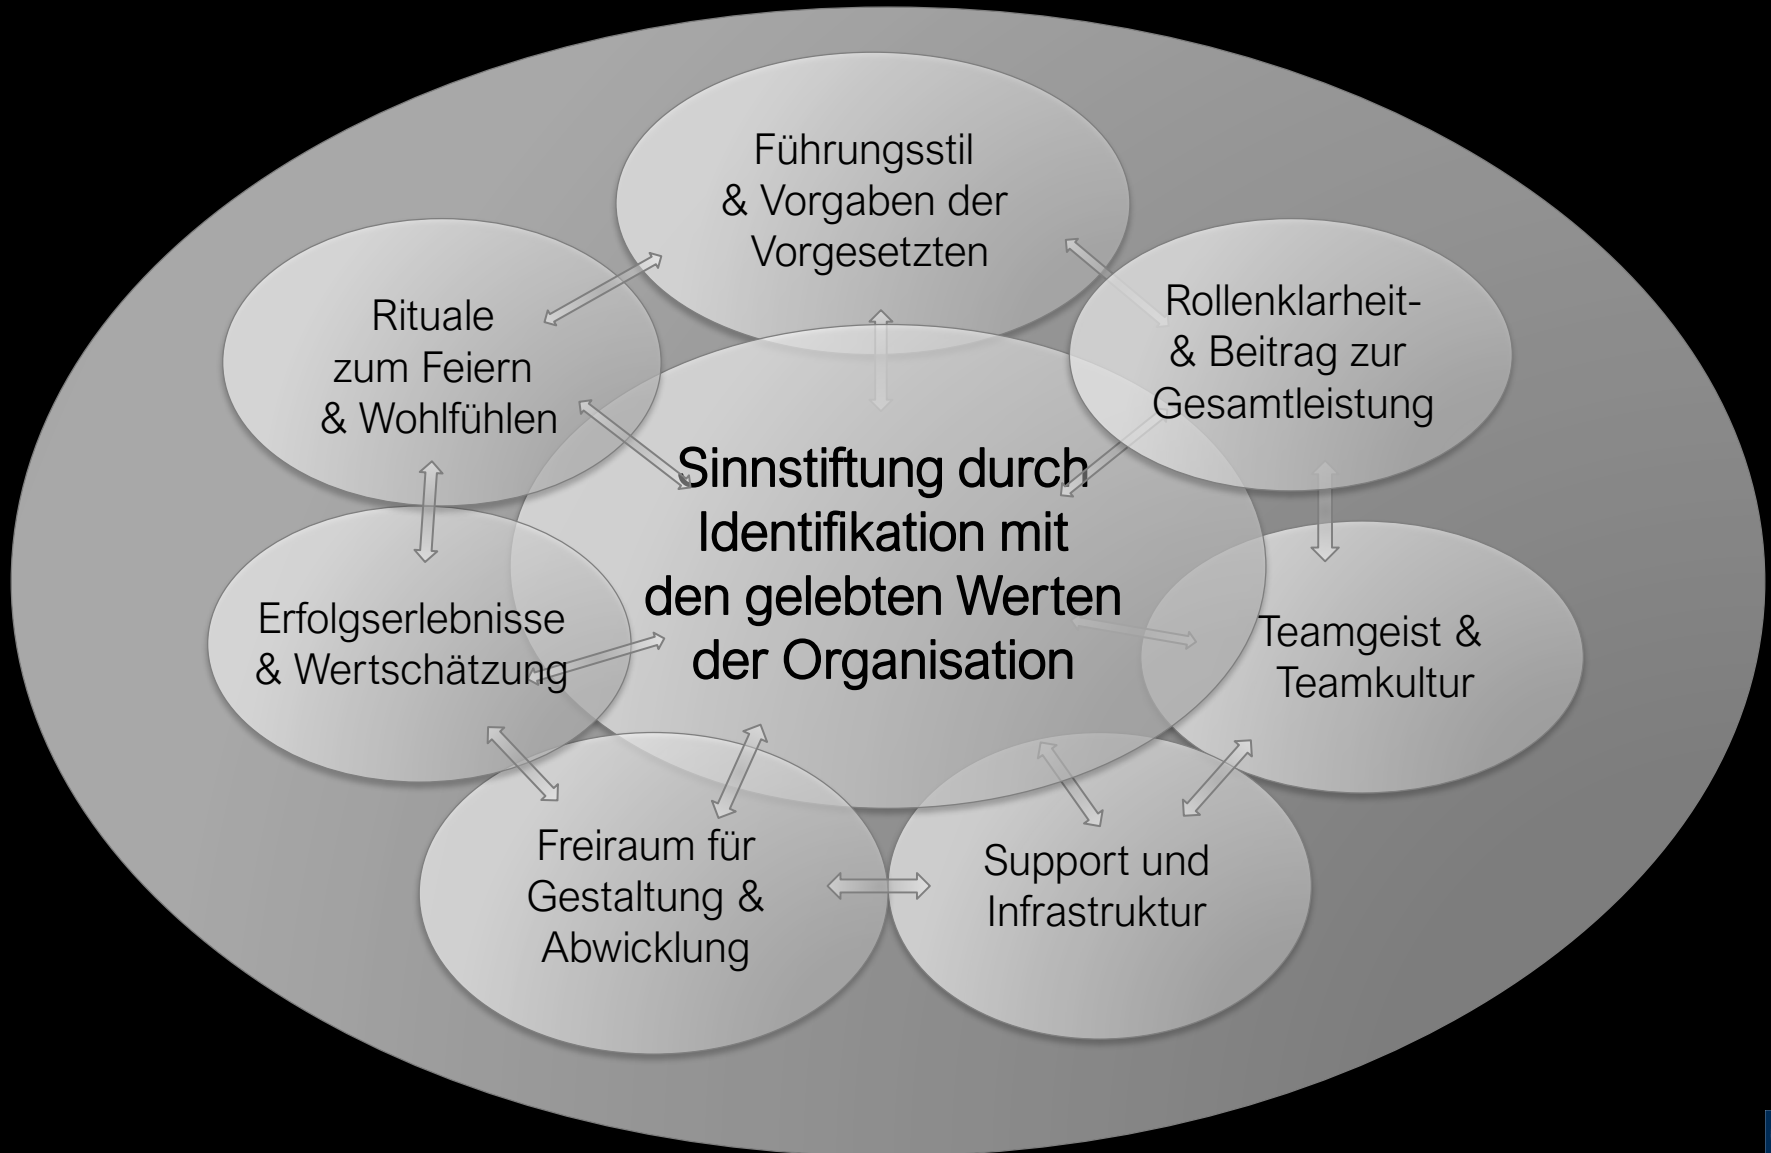 Führungsstil
& Vorgaben der
Vorgesetzten
Rituale
zum Feiern
& Wohlfühlen
Rollenklarheit-
& Beitrag zur
Gesamtleistung
Sinnstiftung durch
Identifikation mit
den gelebten Werten
der Organisation
Erfolgserlebnisse
& Wertschätzung
Teamgeist &
Teamkultur
Freiraum für
Gestaltung &
Abwicklung
Support und
Infrastruktur